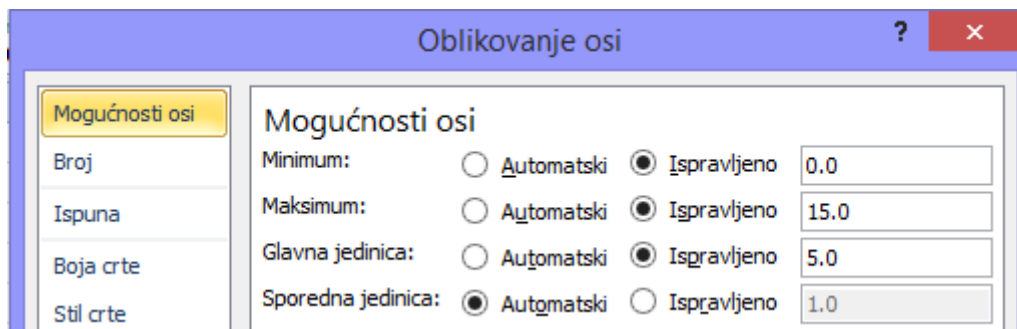 Oblikovanje osi ?
Mogućnosti osi
Broj
Ispuna
Boja crte
Stil crte
Mogućnosti osi
Minimum: Automatski Ispravljeno 0.0
Maksimum: Automatski Ispravljeno 15.0
Glavna jedinica: Automatski Ispravljeno 5.0
Sporedna jedinica: Automatski Ispravljeno 1.0